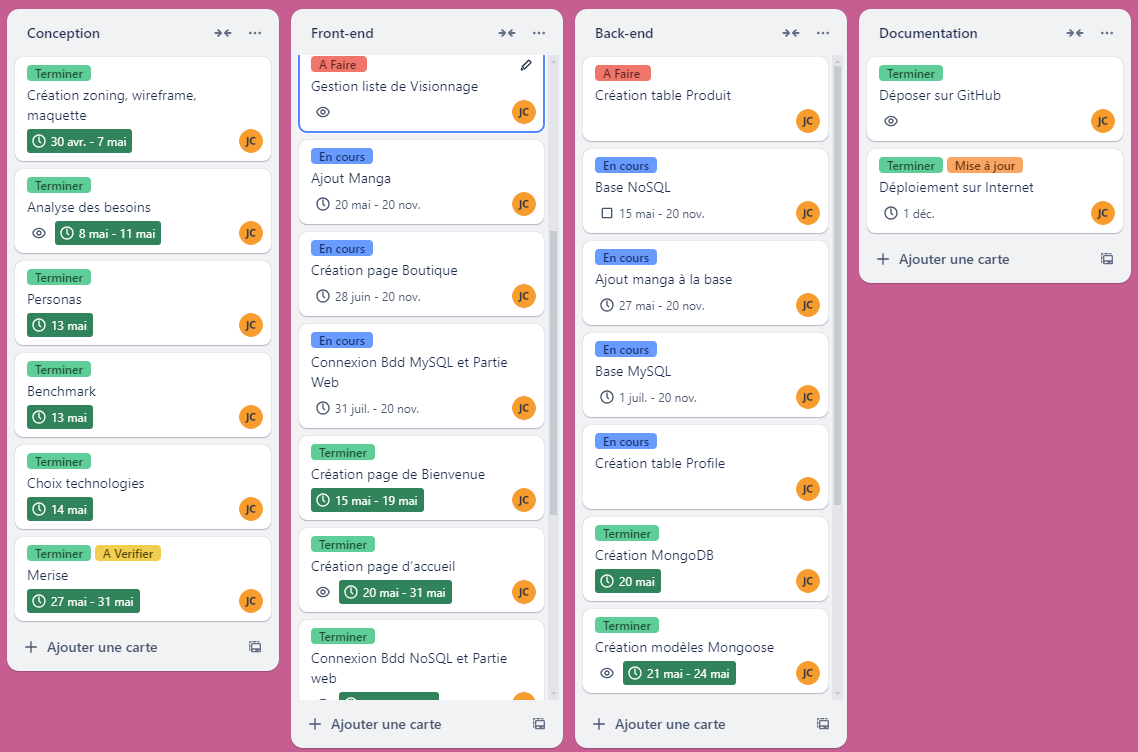 Conception
Terminer
Création zoning, wireframe,
maquette
30 avr. - 7 mai
JC
Terminer
Analyse des besoins
8 mai - 11 mai
JC
Terminer
Personas
13 mai
JC
Terminer
Benchmark
13 mai
JC
Terminer
Choix technologies
14 mai
JC
Terminer A Verifier
Merise
27 mai - 31 mai
JC
Ajouter une carte
Front-end
A Faire
Gestion liste de Visionnage
JC
En cours
Ajout Manga
20 mai - 20 nov.
JC
En cours
Création page Boutique
28 juin - 20 nov.
JC
En cours
Connexion Bdd MySQL et Partie
Web
31 juil. - 20 nov.
JC
Terminer
Création page de Bienvenue
15 mai - 19 mai
JC
Terminer
Création page d'accueil
20 mai - 31 mai
JC
Terminer
Connexion Bdd NoSQL et Partie
web
Ajouter une carte
Back-end
A Faire
Création table Produit
JC
En cours
Base NoSQL
15 mai - 20 nov.
JC
En cours
Ajout manga à la base
27 mai - 20 nov.
JC
En cours
Base MySQL
1 juil. - 20 nov.
JC
En cours
Création table Profile
JC
Terminer
Création MongoDB
20 mai
JC
Terminer
Création modèles Mongoose
21 mai - 24 mai
JC
Ajouter une carte
Documentation
Terminer
Déposer sur GitHub
JC
Terminer Mise à jour
Déploiement sur Internet
1 déc.
JC
Ajouter une carte